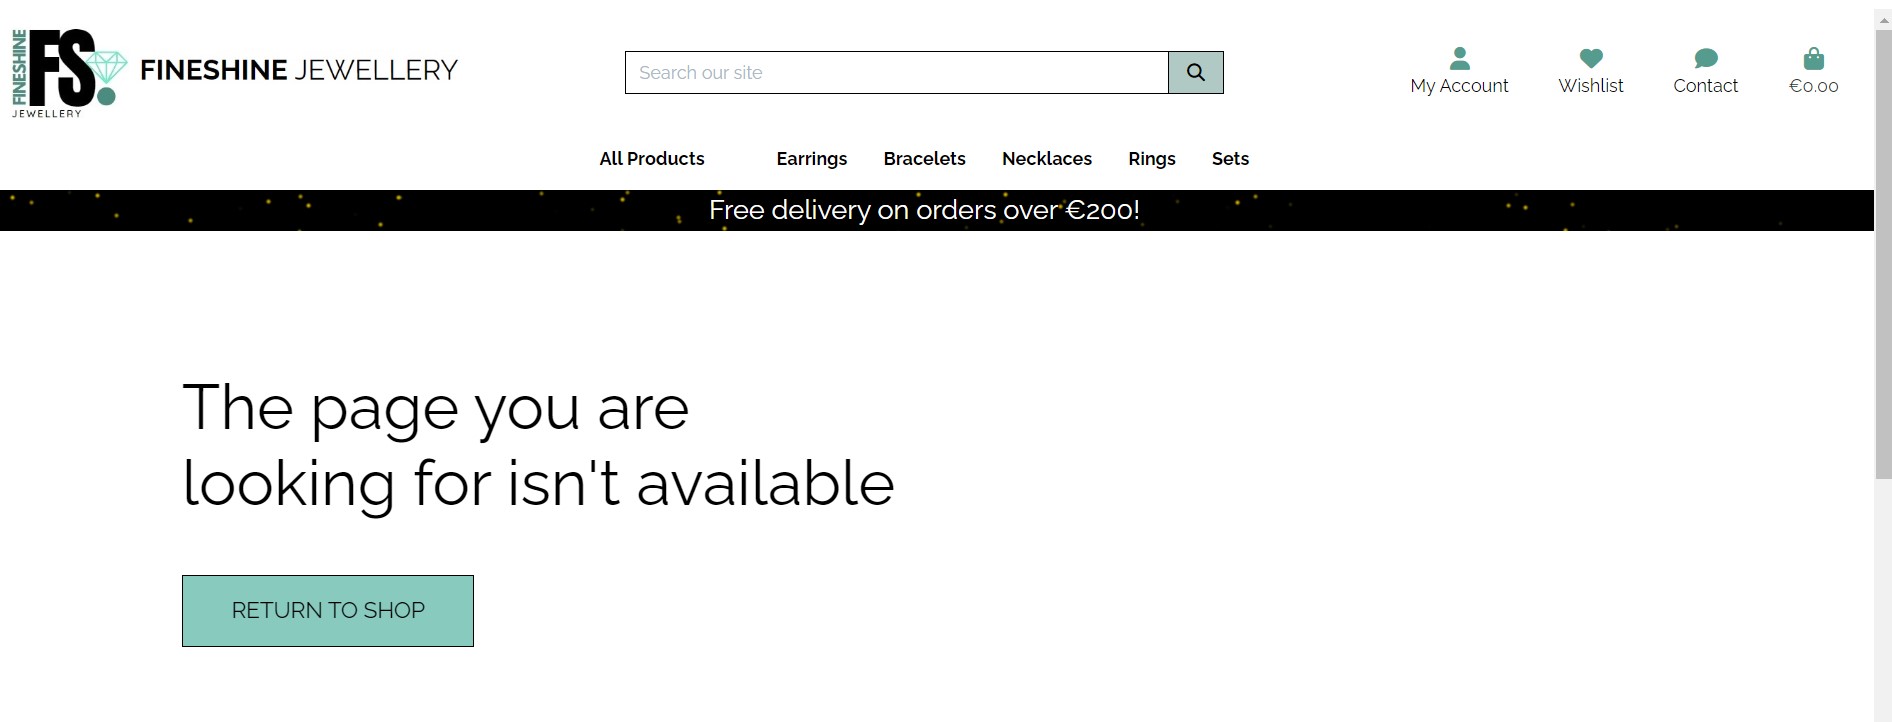 FINESHINE
FS
JEWELLERY
FINESHINE JEWELLERY
Search our site
My Account
Wishlist
Contact
€0.00
All Products
Earrings
Bracelets
Necklaces
Rings
Sets
Free delivery on orders over €200!
The page you are
looking for isn't available
RETURN TO SHOP